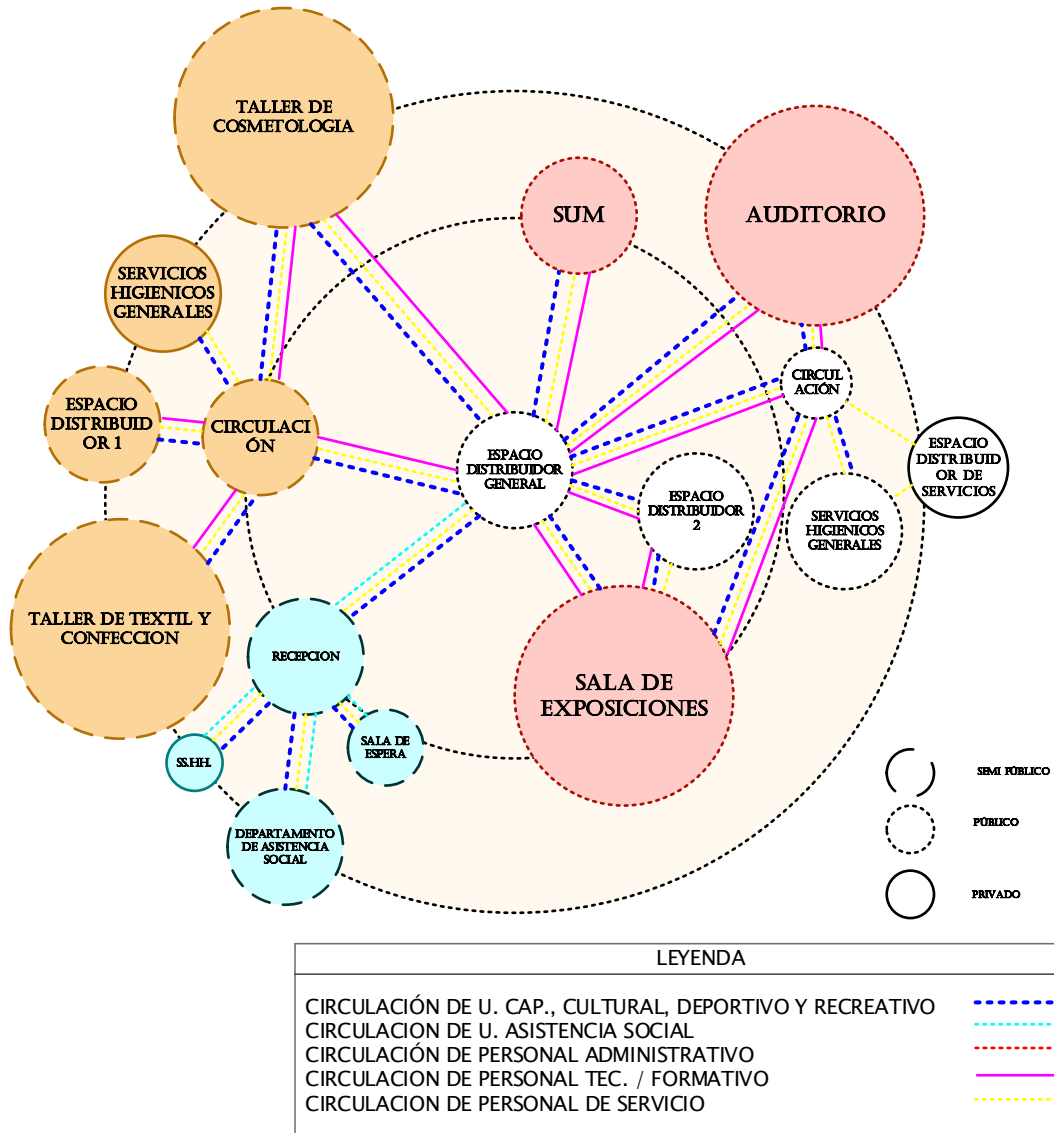 TALLER DE
COSMETOLOGIA
SUM
AUDITORIO
SERVICIOS
HIGIENICOS
GENERALES
CIRCUL
ACIÓN
ESPACIO
DISTRIBUID
OR 1
CIRCULACI
ÓN
ESPACIO
DISTRIBUIDOR
GENERAL
ESPACIO
DISTRIBUID
OR DE
SERVICIOS
ESPACIO
DISTRIBUIDOR
2
SERVICIOS
HIGIENICOS
GENERALES
TALLER DE TEXTIL Y
CONFECCION
RECEPCION
SALA DE
EXPOSICIONES
SS.HH.
SALA DE
ESPERA
DEPARTAMENTO
DE ASISTENCIA
SOCIAL
SEMI PÚBLICO
PÚBLICO
PRIVADO
LEYENDA
CIRCULACIÓN DE U. CAP., CULTURAL, DEPORTIVO Y RECREATIVO
CIRCULACION DE U. ASISTENCIA SOCIAL
CIRCULACIÓN DE PERSONAL ADMINISTRATIVO
CIRCULACION DE PERSONAL TEC. / FORMATIVO
CIRCULACION DE PERSONAL DE SERVICIO